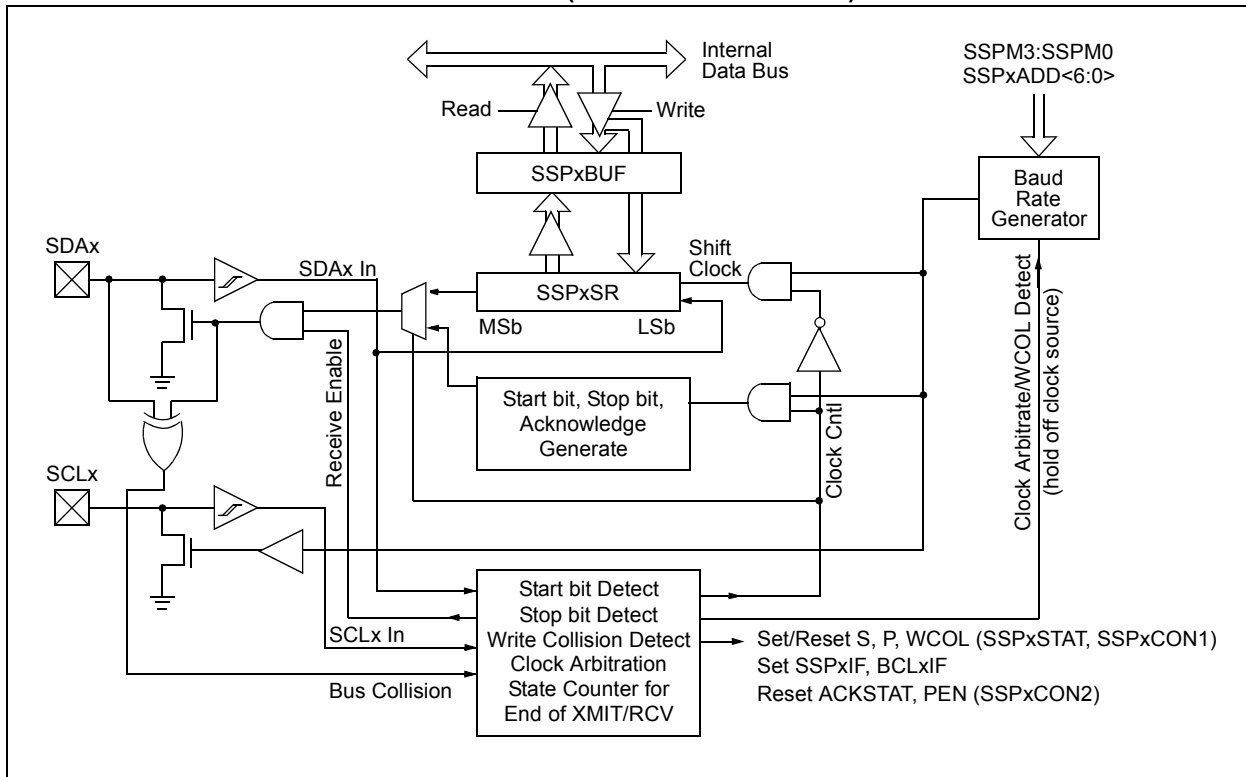 Internal
Data Bus
SSPM3:SSPM0
SSPxADD<6:0>
Read
Write
SSPxBUF
Baud
Rate
Generator
SDAx
SDAx In
Shift
Clock
SSPxSR
MSb
LSb
Start bit, Stop bit,
Acknowledge
Generate
Receive Enable
Clock Cntl
Clock Arbitrate/WCOL Detect
(hold off clock source)
SCLx
SCLx In
Bus Collision
Start bit Detect
Stop bit Detect
Write Collision Detect
Clock Arbitration
State Counter for
End of XMIT/RCV
Set/Reset S, P, WCOL (SSPxSTAT, SSPxCON1)
Set SSPxIF, BCLxIF
Reset ACKSTAT, PEN (SSPxCON2)